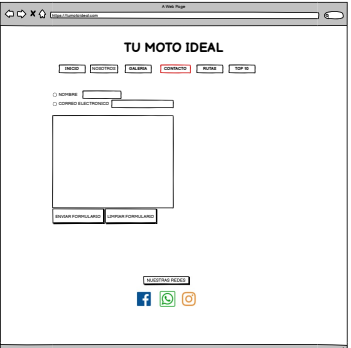 A Web Page
https://tumotoideal.com
TU MOTO IDEAL
INICIO NOSOTROS GALERIA CONTACTO RUTAS TOP 10
NOMBRE
CORREO ELECTRONICO
ENVIAR FORMULARIO LIMPIAR FORMULARIO
NUESTRAS REDES